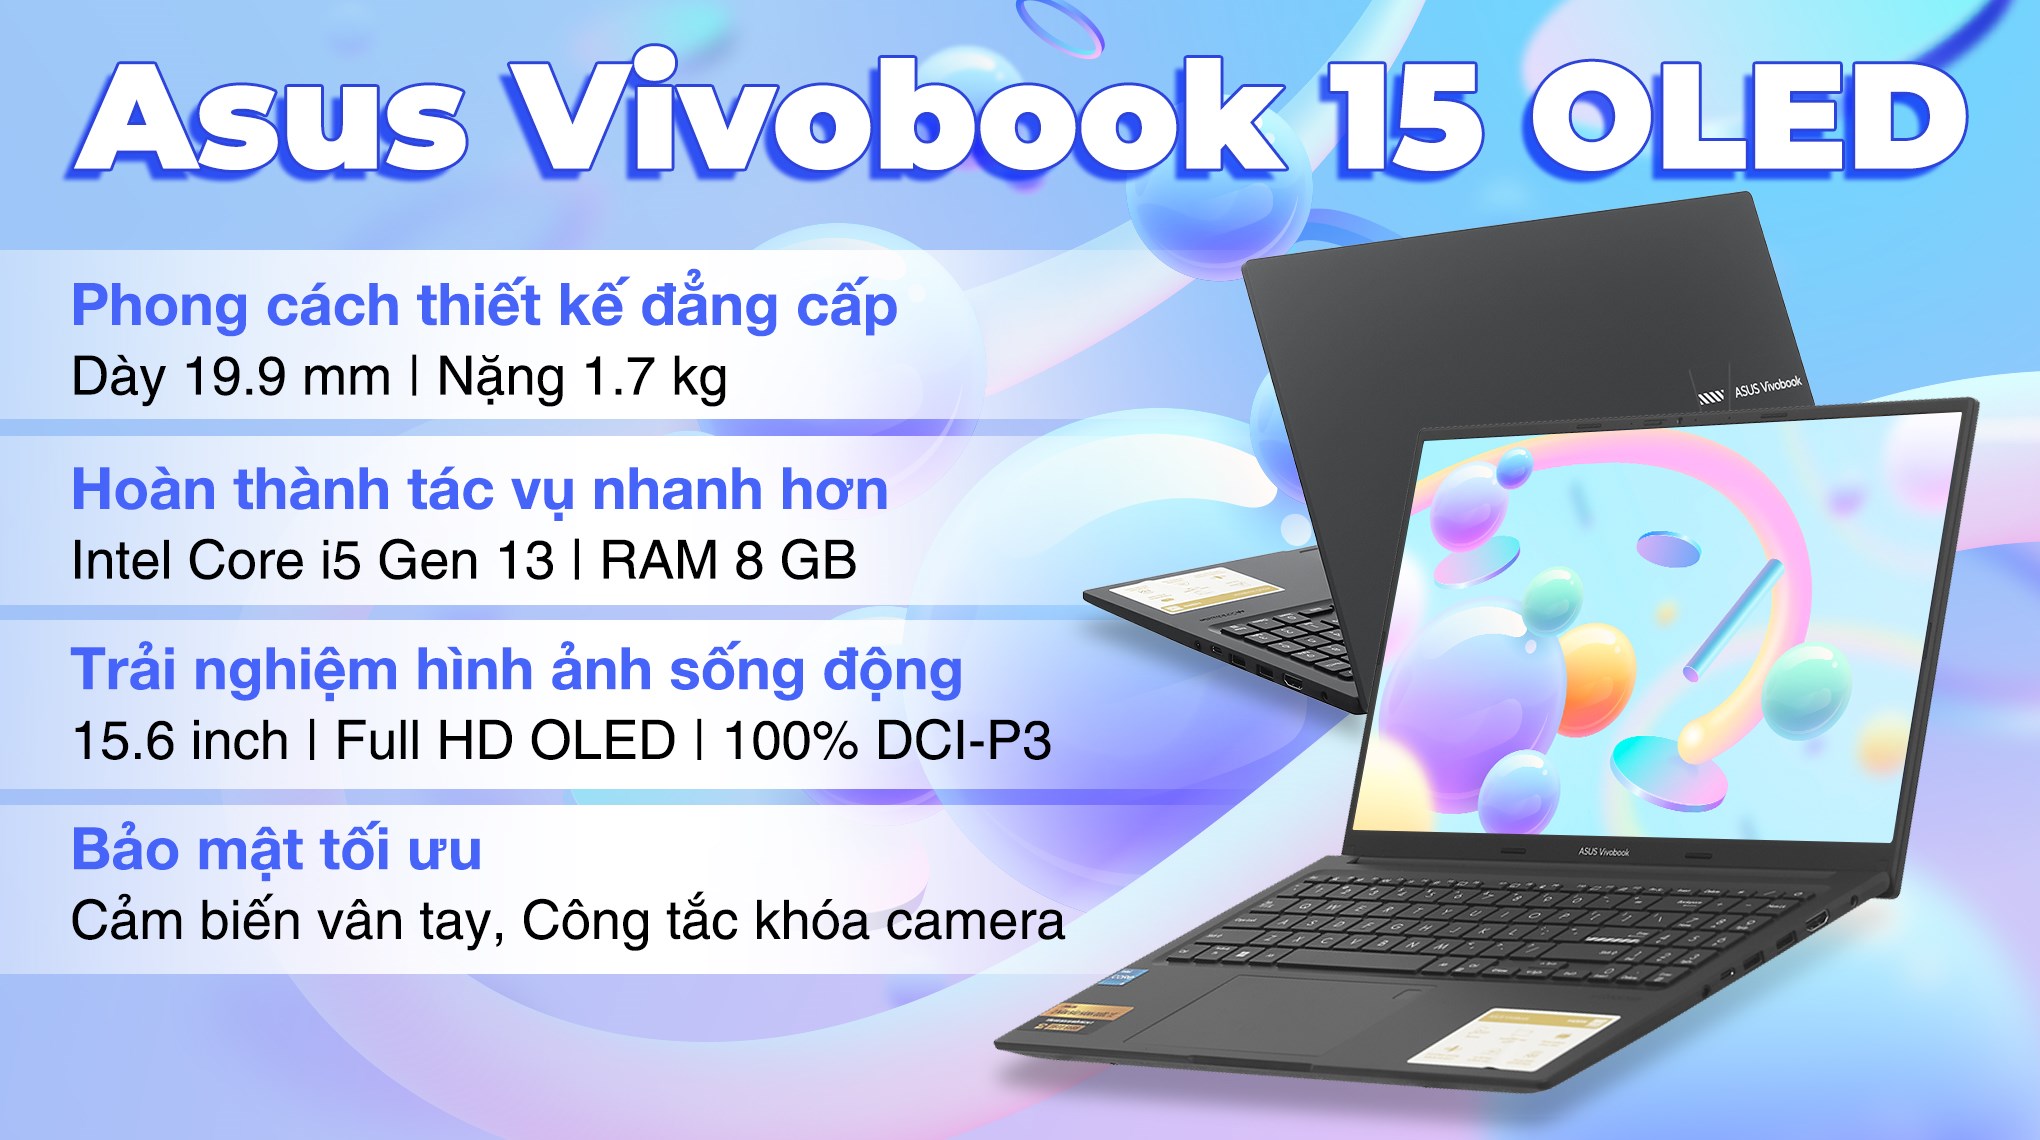 Asus Vivobook 15 OLED
Phong cách thiết kế đẳng cấp
Dày 19.9 mm | Nặng 1.7 kg
Hoàn thành tác vụ nhanh hơn
Intel Core i5 Gen 13 | RAM 8 GB
Trải nghiệm hình ảnh sống động
15.6 inch | Full HD OLED | 100% DCI-P3
Bảo mật tối ưu
Cảm biến vân tay, Công tắc khóa camera
ASUS Vivobook
ASUS Vivobook
CORE